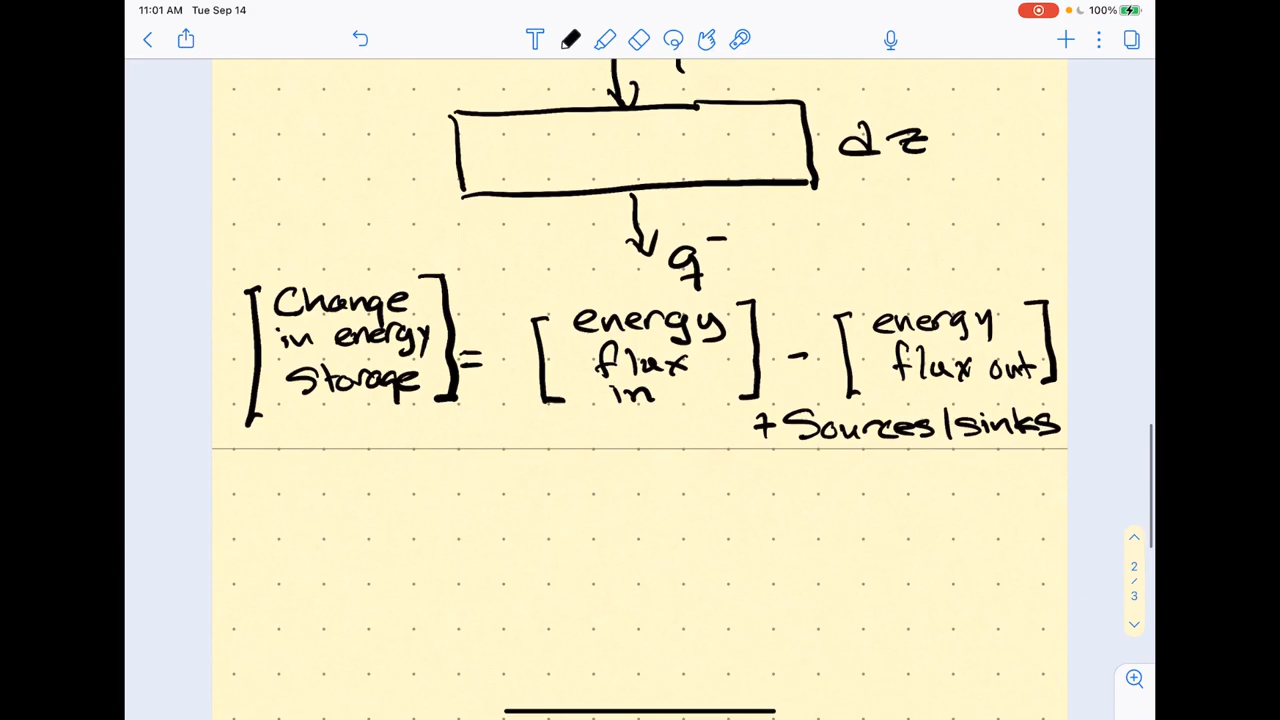 11:01 AM Tue Sep 14
100%
T
dz
q⁻
[Change in energy Storage] = [energy flux in] - [energy flux out]
+ Sources/sinks
2
/
3